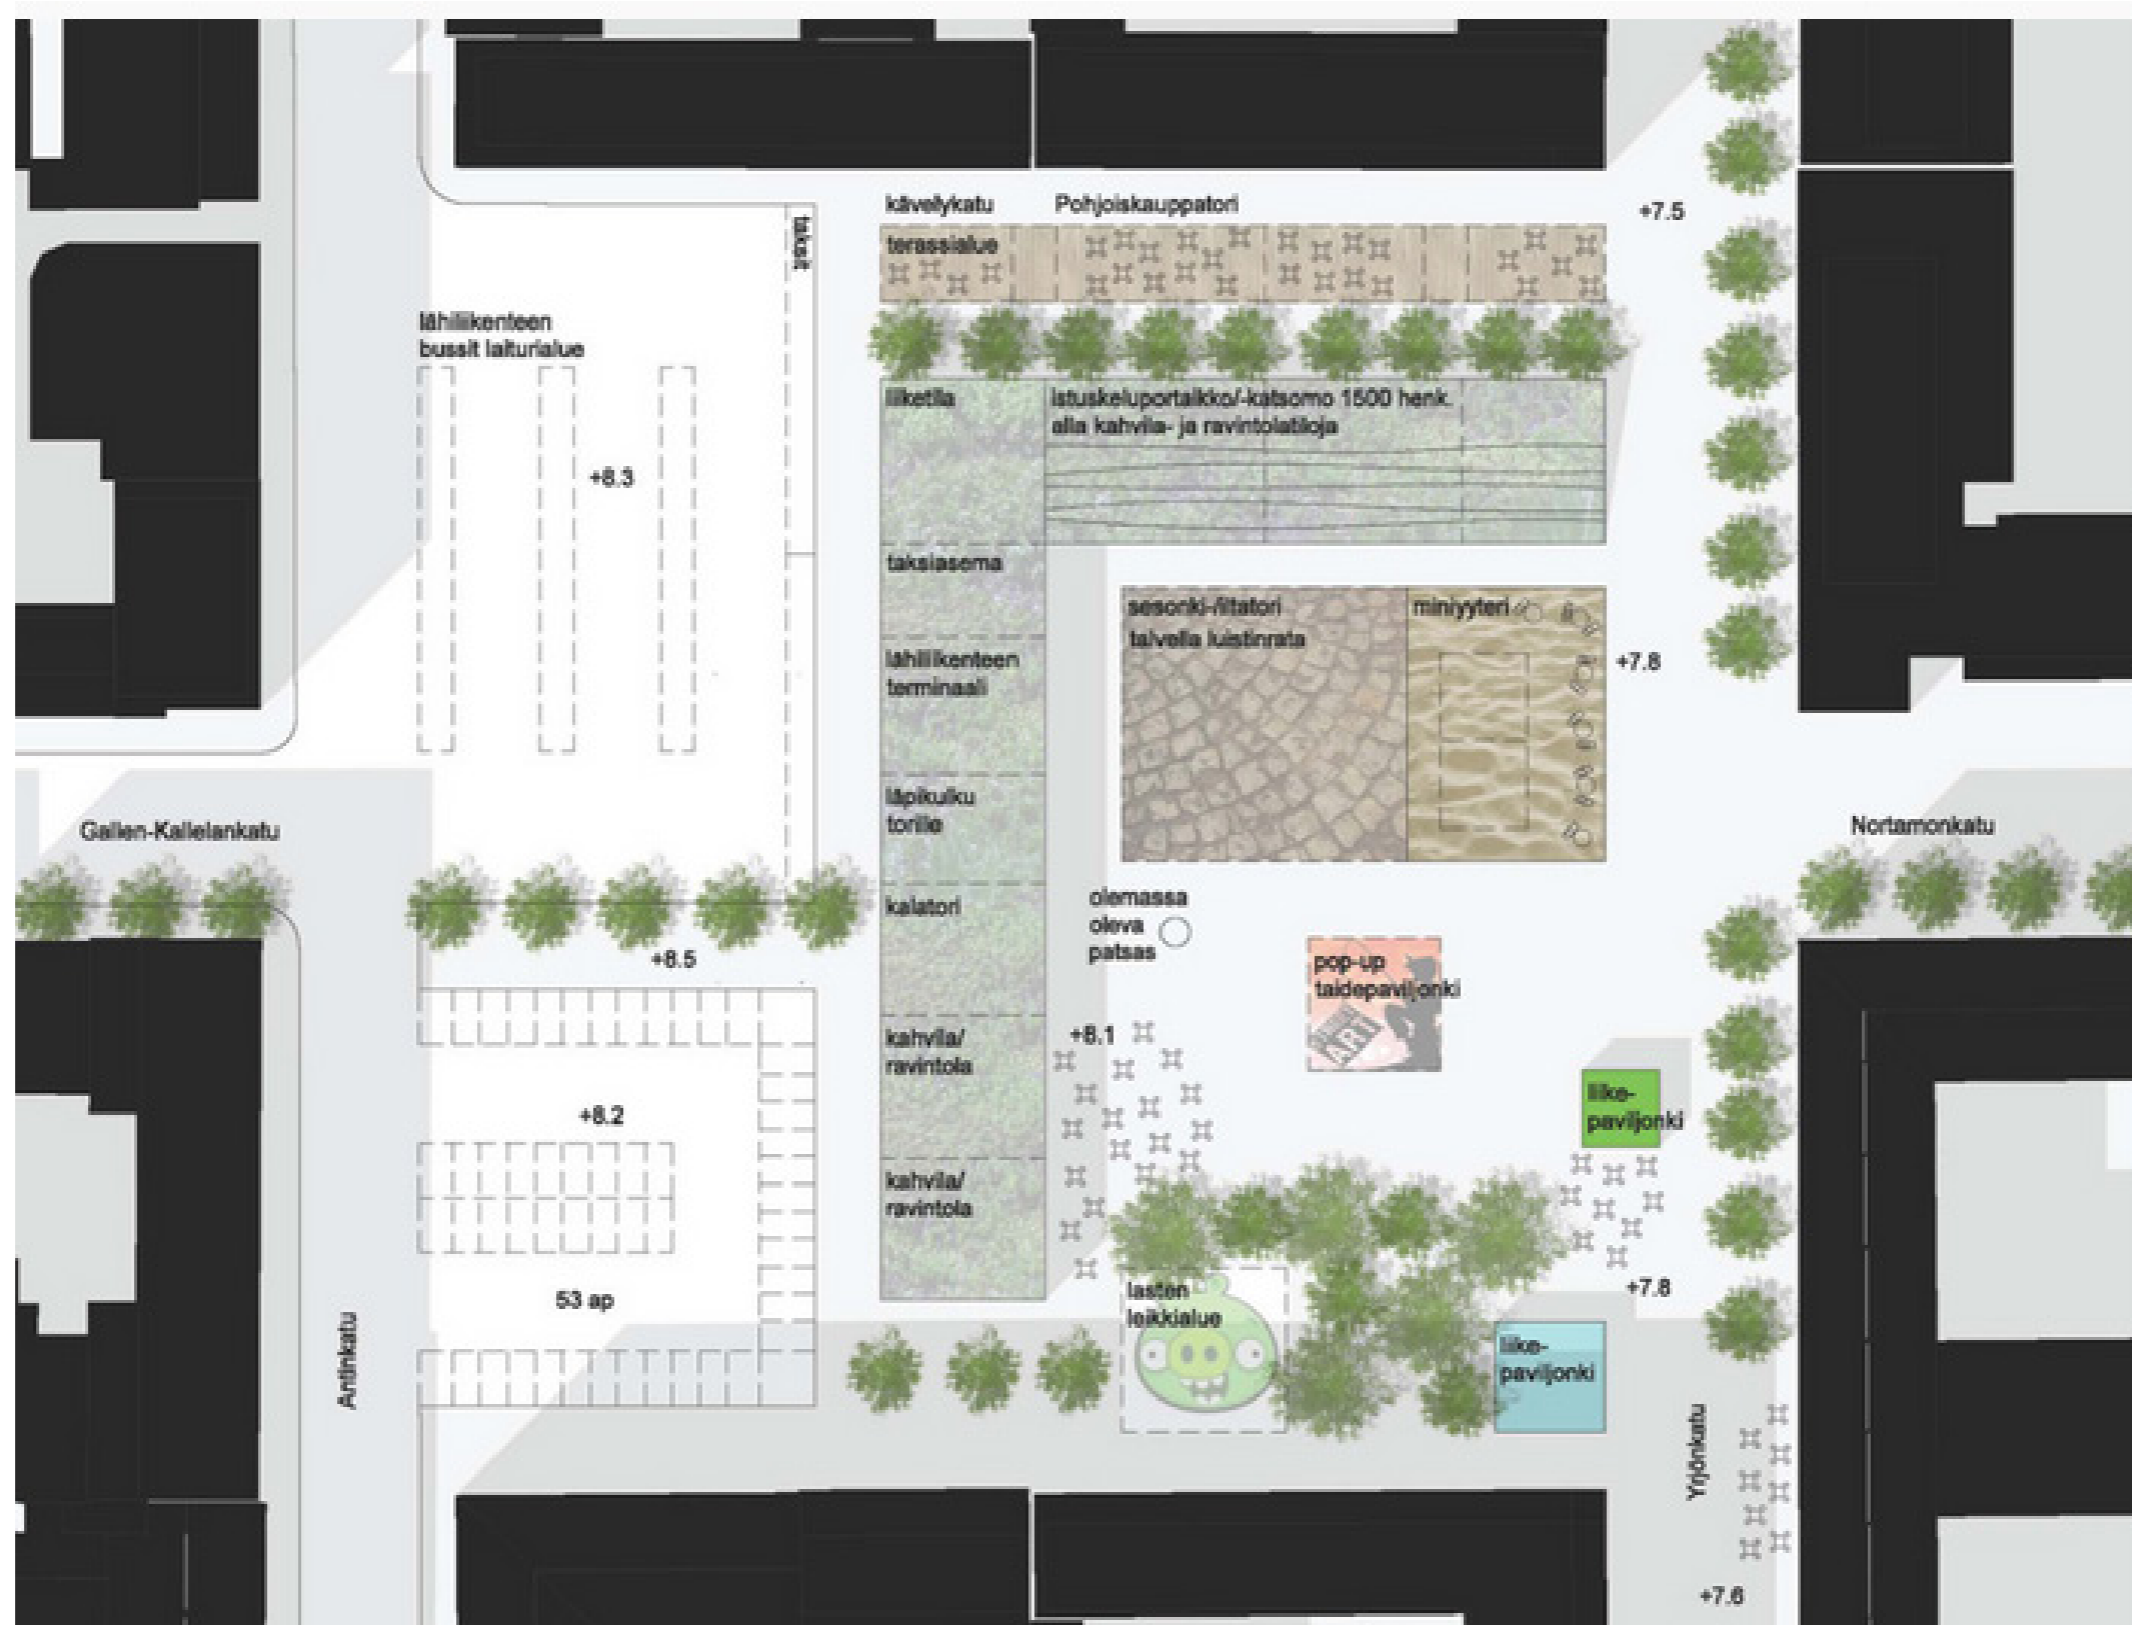 kävelykatu
Pohjoiskauppatori
+7.5
terassialue
taksit
lähiliikenteen
bussit laiturialue
+8.3
liiketila
istuskeluportaikko/-katsomo 1500 henk.
alla kahvila- ja ravintolatiloja
taksiasema
sesonki-/iltatori
talvella luistinrata
miniyyteri
lähiliikenteen
terminaali
+7.8
läpikulku
torille
Gallen-Kallelankatu
Nortamonkatu
kalatori
olemassa
oleva
patsas
+8.5
pop-up
taidepaviljonki
ART
kahvila/
ravintola
+8.1
+8.2
liike-
paviljonki
kahvila/
ravintola
53 ap
lasten
leikkialue
+7.8
liike-
paviljonki
Antinkatu
Yrjönkatu
+7.6